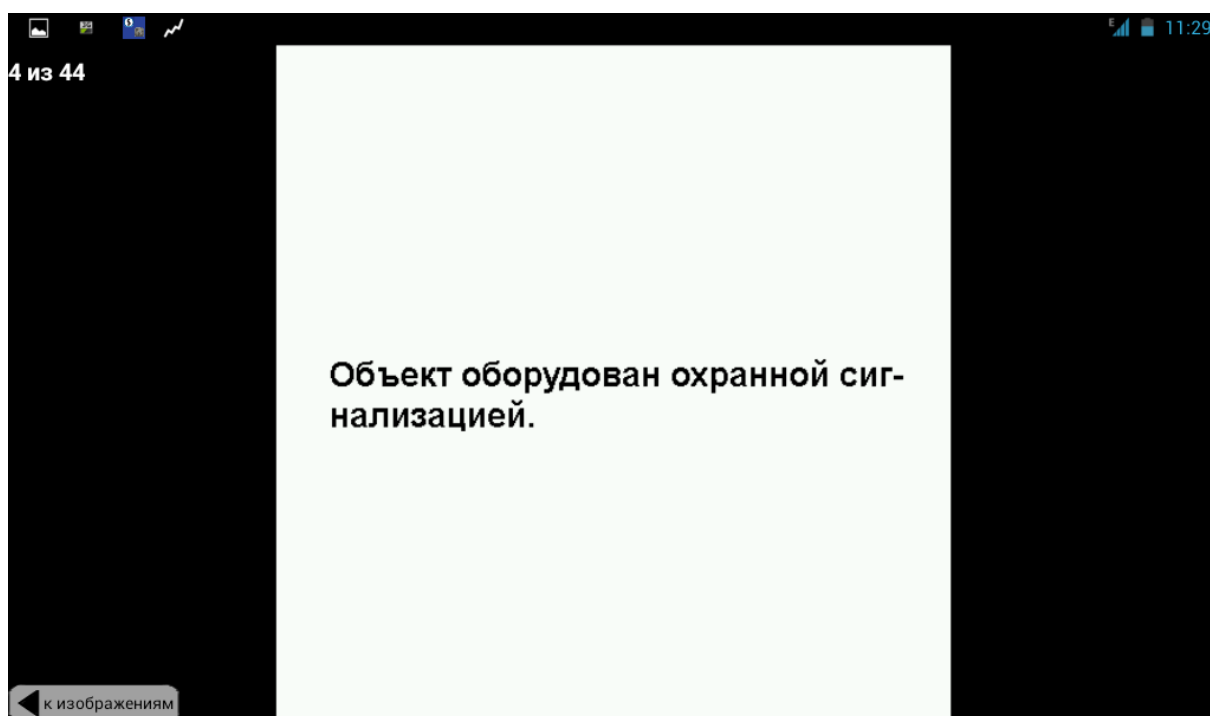 E 11:29
4 из 44
Объект оборудован охранной сиг-
нализацией.
к изображениям